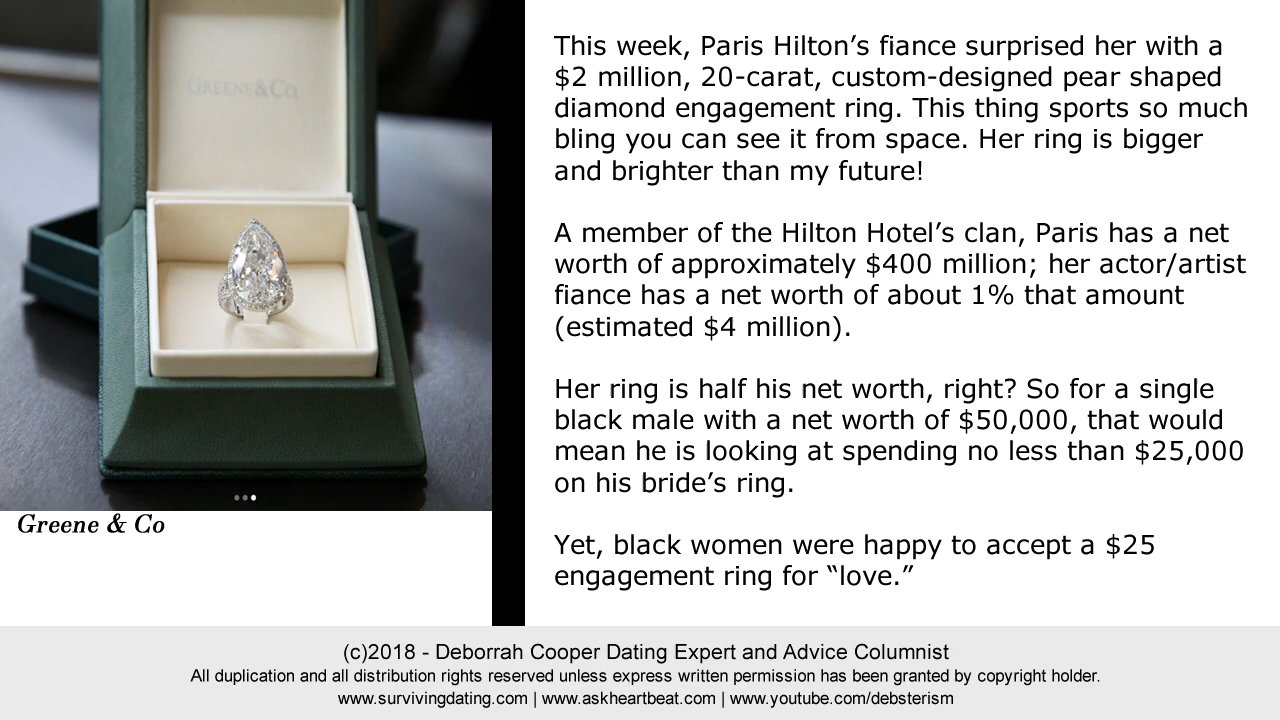 GREENE&CO
Greene & Co
This week, Paris Hilton’s fiance surprised her with a
$2 million, 20-carat, custom-designed pear shaped
diamond engagement ring. This thing sports so much
bling you can see it from space. Her ring is bigger
and brighter than my future!
A member of the Hilton Hotel’s clan, Paris has a net
worth of approximately $400 million; her actor/artist
fiance has a net worth of about 1% that amount
(estimated $4 million).
Her ring is half his net worth, right? So for a single
black male with a net worth of $50,000, that would
mean he is looking at spending no less than $25,000
on his bride’s ring.
Yet, black women were happy to accept a $25
engagement ring for “love.”
(c)2018 - Deborrah Cooper Dating Expert and Advice Columnist
All duplication and all distribution rights reserved unless express written permission has been granted by copyright holder.
www.survivingdating.com | www.askheartbeat.com | www.youtube.com/debsterism